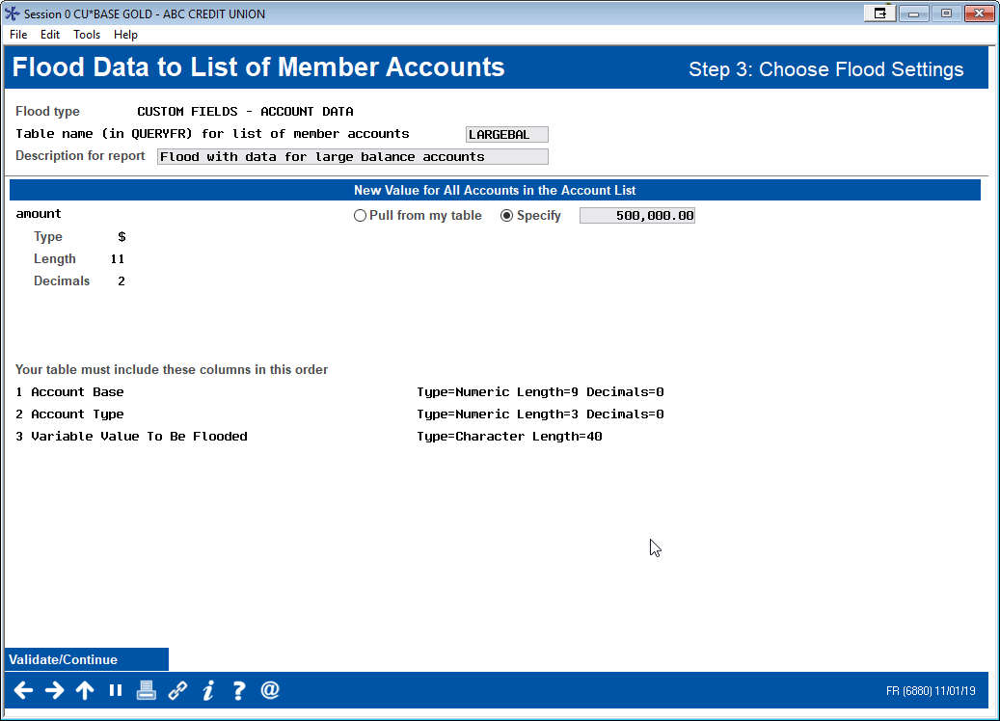 Session 0 CU*BASE GOLD - ABC CREDIT UNION
File Edit Tools Help
Flood Data to List of Member Accounts Step 3: Choose Flood Settings
Flood type CUSTOM FIELDS - ACCOUNT DATA
Table name (in QUERYFR) for list of member accounts LARGEBAL
Description for report Flood with data for large balance accounts
New Value for All Accounts in the Account List
amount Pull from my table Specify 500,000.00
Type $
Length 11
Decimals 2
Your table must include these columns in this order
1 Account Base Type=Numeric Length=9 Decimals=0
2 Account Type Type=Numeric Length=3 Decimals=0
3 Variable Value To Be Flooded Type=Character Length=40
Validate/Continue
FR (6880) 11/01/19